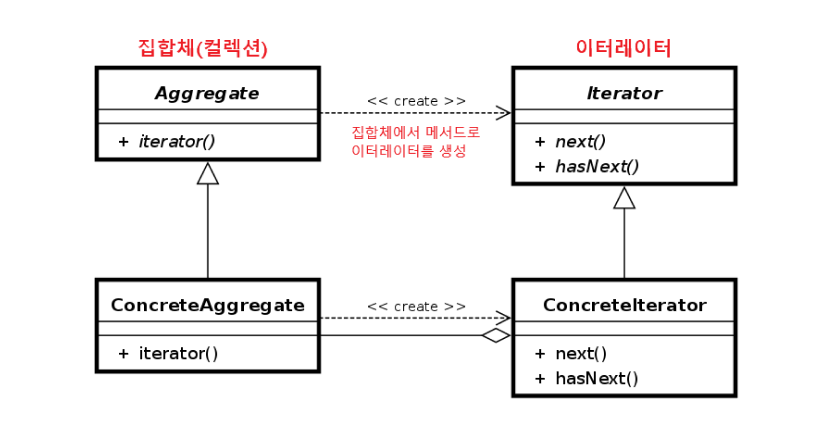 집합체(컬렉션)
이터레이터
Aggregate
<< create >>
Iterator
+ iterator()
집합체에서 메서드로
이터레이터를 생성
+ next()
+ hasNext()
ConcreteAggregate
<< create >>
ConcreteIterator
+ iterator()
+ next()
+ hasNext()